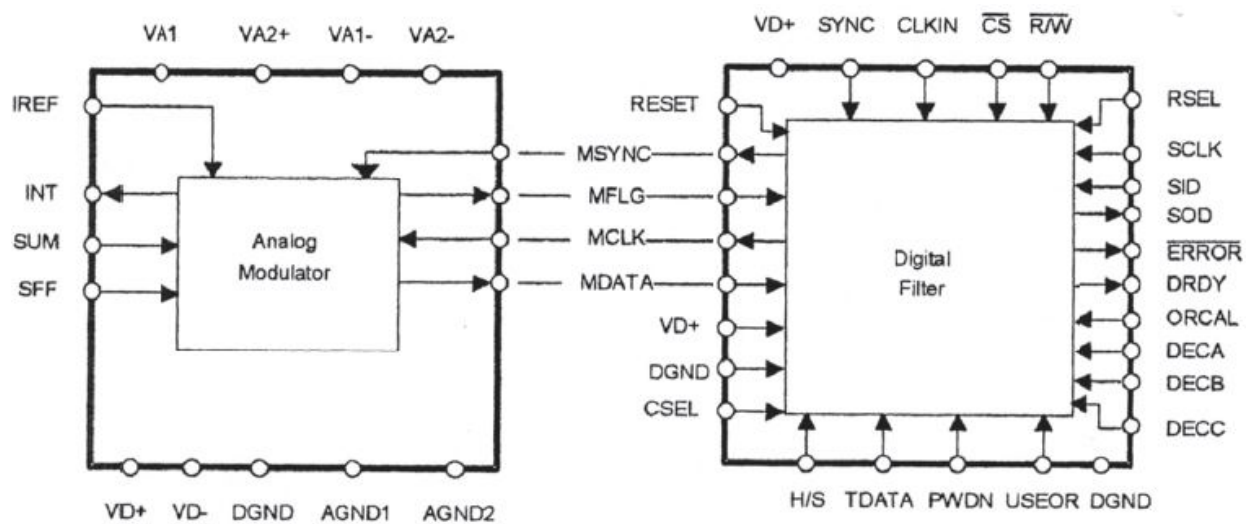 VA1 VA2+ VA1- VA2-
IREF
INT
SUM
SFF
Analog
Modulator
VD+ VD- DGND AGND1 AGND2
MSYNC
MFLG
MCLK
MDATA
VD+ SYNC CLKIN CS R/W
RESET
VD+
DGND
CSEL
Digital
Filter
RSEL
SCLK
SID
SOD
ERROR
DRDY
ORCAL
DECA
DECB
DECC
H/S TDATA PWDN USEOR DGND